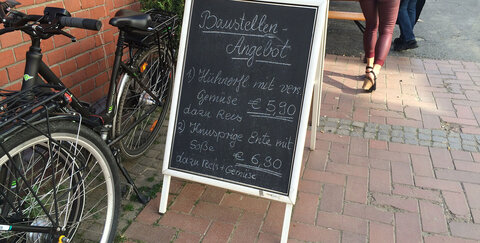 Baustellen-
Angebot
1) Hühnerfl. mit vers
Gemüse € 5,90
dazu Reis
2) Knusprige Ente mit
Soße € 6,30
dazu Reis + Gemüse